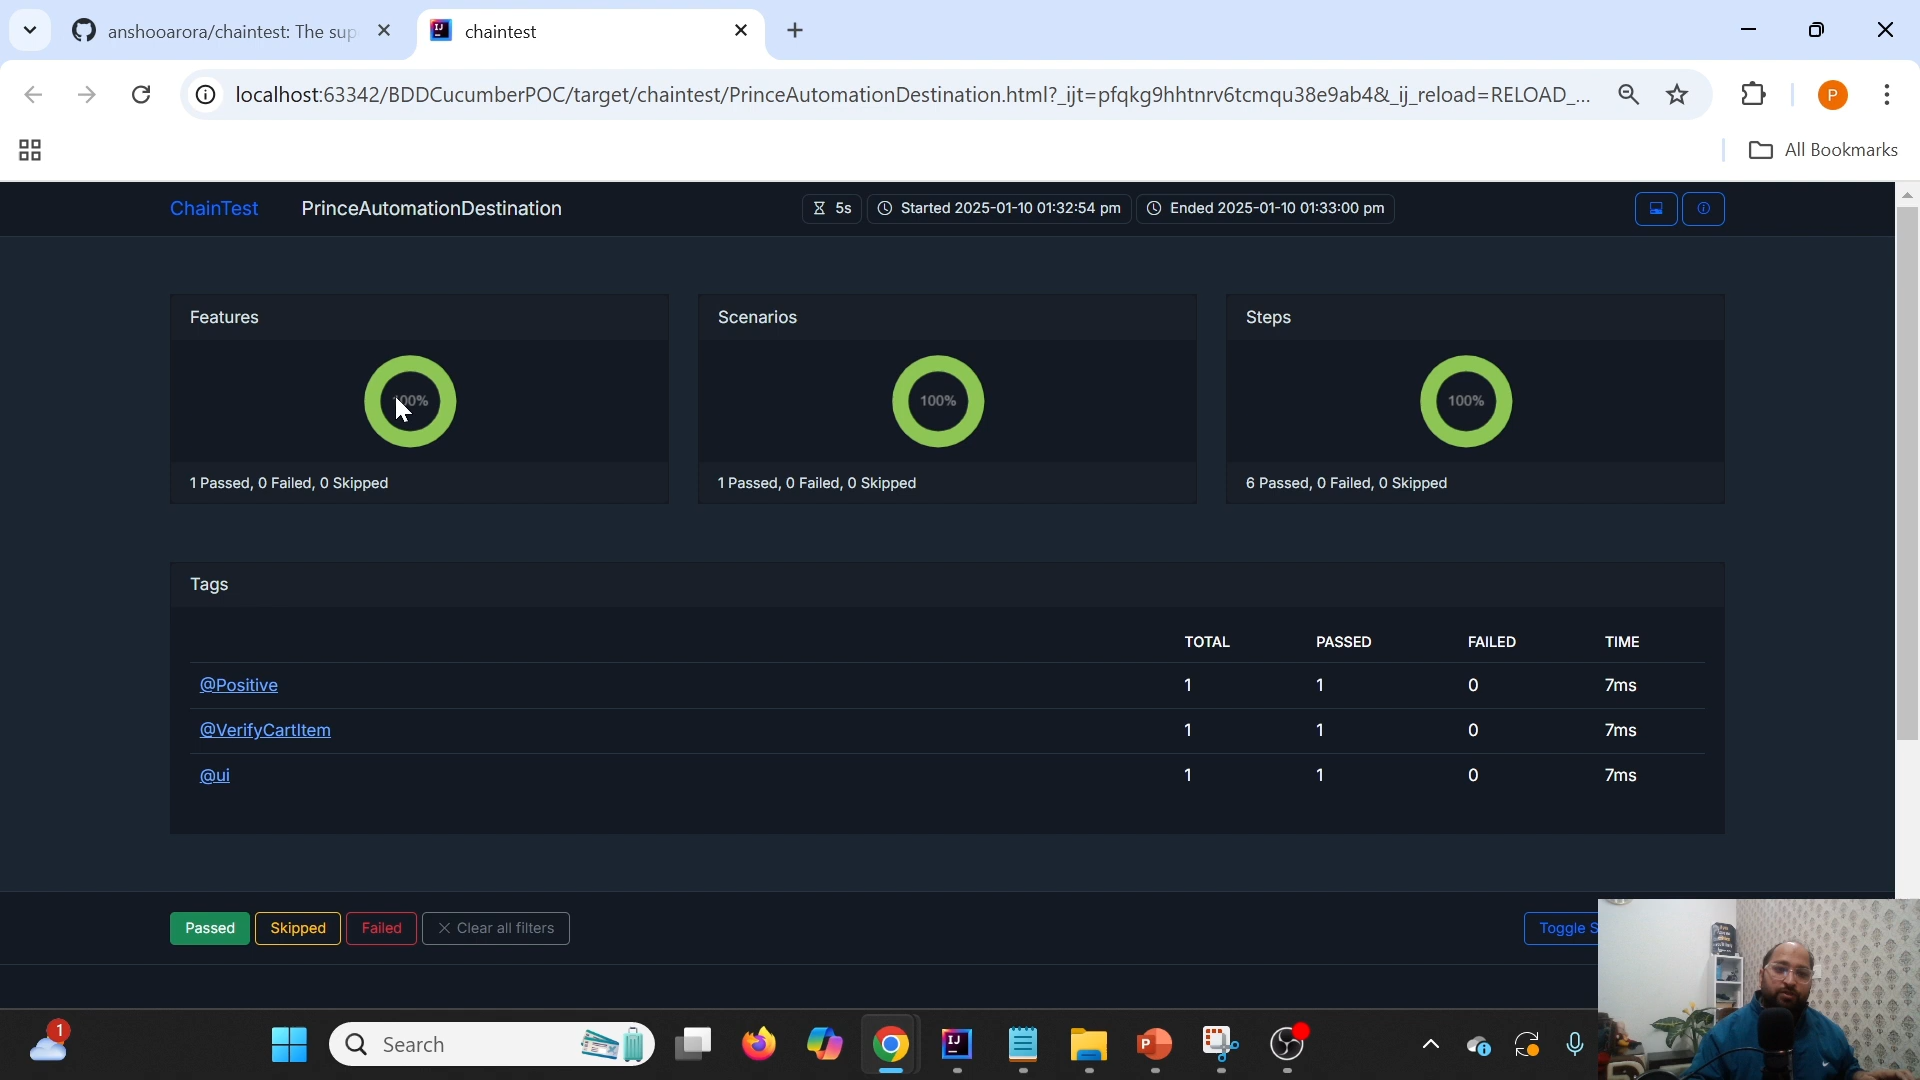 anshooarora/chaintest: The sup
chaintest
localhost:63342/BDDCucumberPOC/target/chaintest/PrinceAutomationDestination.html?_ijt=pfqkg9hhtnrv6tcmqu38e9ab4&_ij_reload=RELOAD_...
P
All Bookmarks
ChainTest PrinceAutomationDestination 5s Started 2025-01-10 01:32:54 pm Ended 2025-01-10 01:33:00 pm
Features Scenarios Steps
100% 100% 100%
1 Passed, 0 Failed, 0 Skipped 1 Passed, 0 Failed, 0 Skipped 6 Passed, 0 Failed, 0 Skipped
Tags
TOTAL PASSED FAILED TIME
@Positive 1 1 0 7ms
@VerifyCartItem 1 1 0 7ms
@ui 1 1 0 7ms
Passed Skipped Failed Clear all filters Toggle S
1 Search